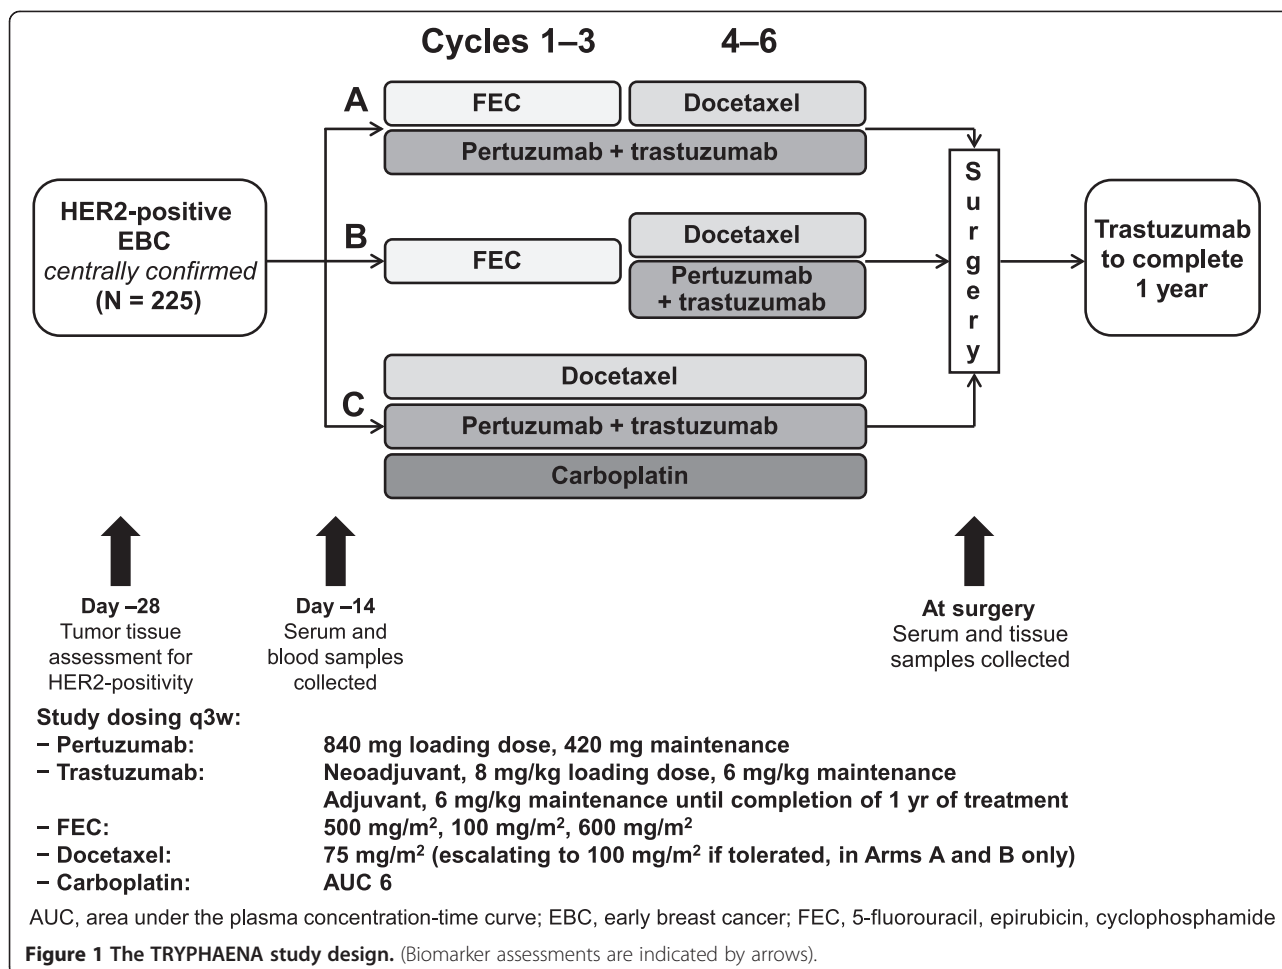 Cycles 1–3 4–6
A
FEC Docetaxel
Pertuzumab + trastuzumab
HER2-positive
EBC
centrally confirmed
(N = 225)
B
FEC
Docetaxel
Pertuzumab
+ trastuzumab
C
Docetaxel
Pertuzumab + trastuzumab
Carboplatin
S
u
r
g
e
r
y
Trastuzumab
to complete
1 year
Day –28
Tumor tissue
assessment for
HER2-positivity
Day –14
Serum and
blood samples
collected
At surgery
Serum and tissue
samples collected
Study dosing q3w:
– Pertuzumab: 840 mg loading dose, 420 mg maintenance
– Trastuzumab: Neoadjuvant, 8 mg/kg loading dose, 6 mg/kg maintenance
Adjuvant, 6 mg/kg maintenance until completion of 1 yr of treatment
– FEC: 500 mg/m², 100 mg/m², 600 mg/m²
– Docetaxel: 75 mg/m² (escalating to 100 mg/m² if tolerated, in Arms A and B only)
– Carboplatin: AUC 6
AUC, area under the plasma concentration-time curve; EBC, early breast cancer; FEC, 5-fluorouracil, epirubicin, cyclophosphamide
Figure 1 The TRYPHAENA study design. (Biomarker assessments are indicated by arrows).